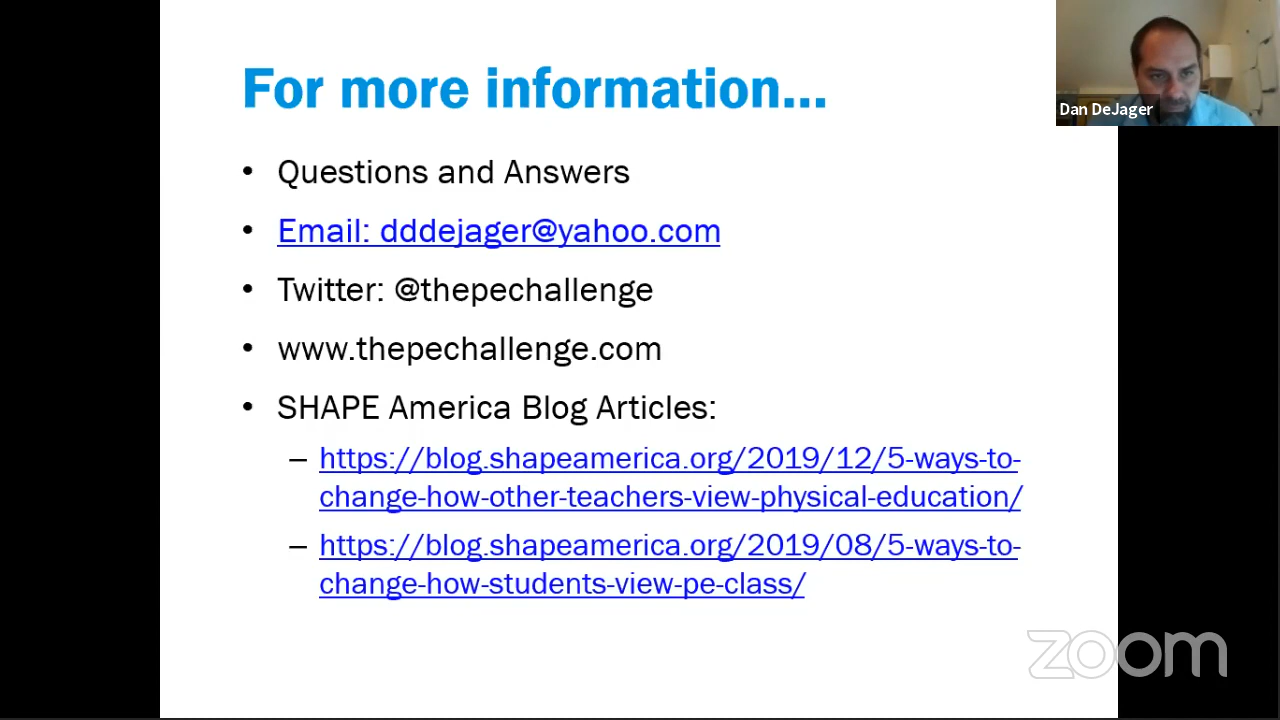 For more information...
Dan DeJager
• Questions and Answers
• Email: dddejager@yahoo.com
• Twitter: @thepechallenge
• www.thepechallenge.com
• SHAPE America Blog Articles:
– https://blog.shapeamerica.org/2019/12/5-ways-to-
change-how-other-teachers-view-physical-education/
– https://blog.shapeamerica.org/2019/08/5-ways-to-
change-how-students-view-pe-class/
zoom